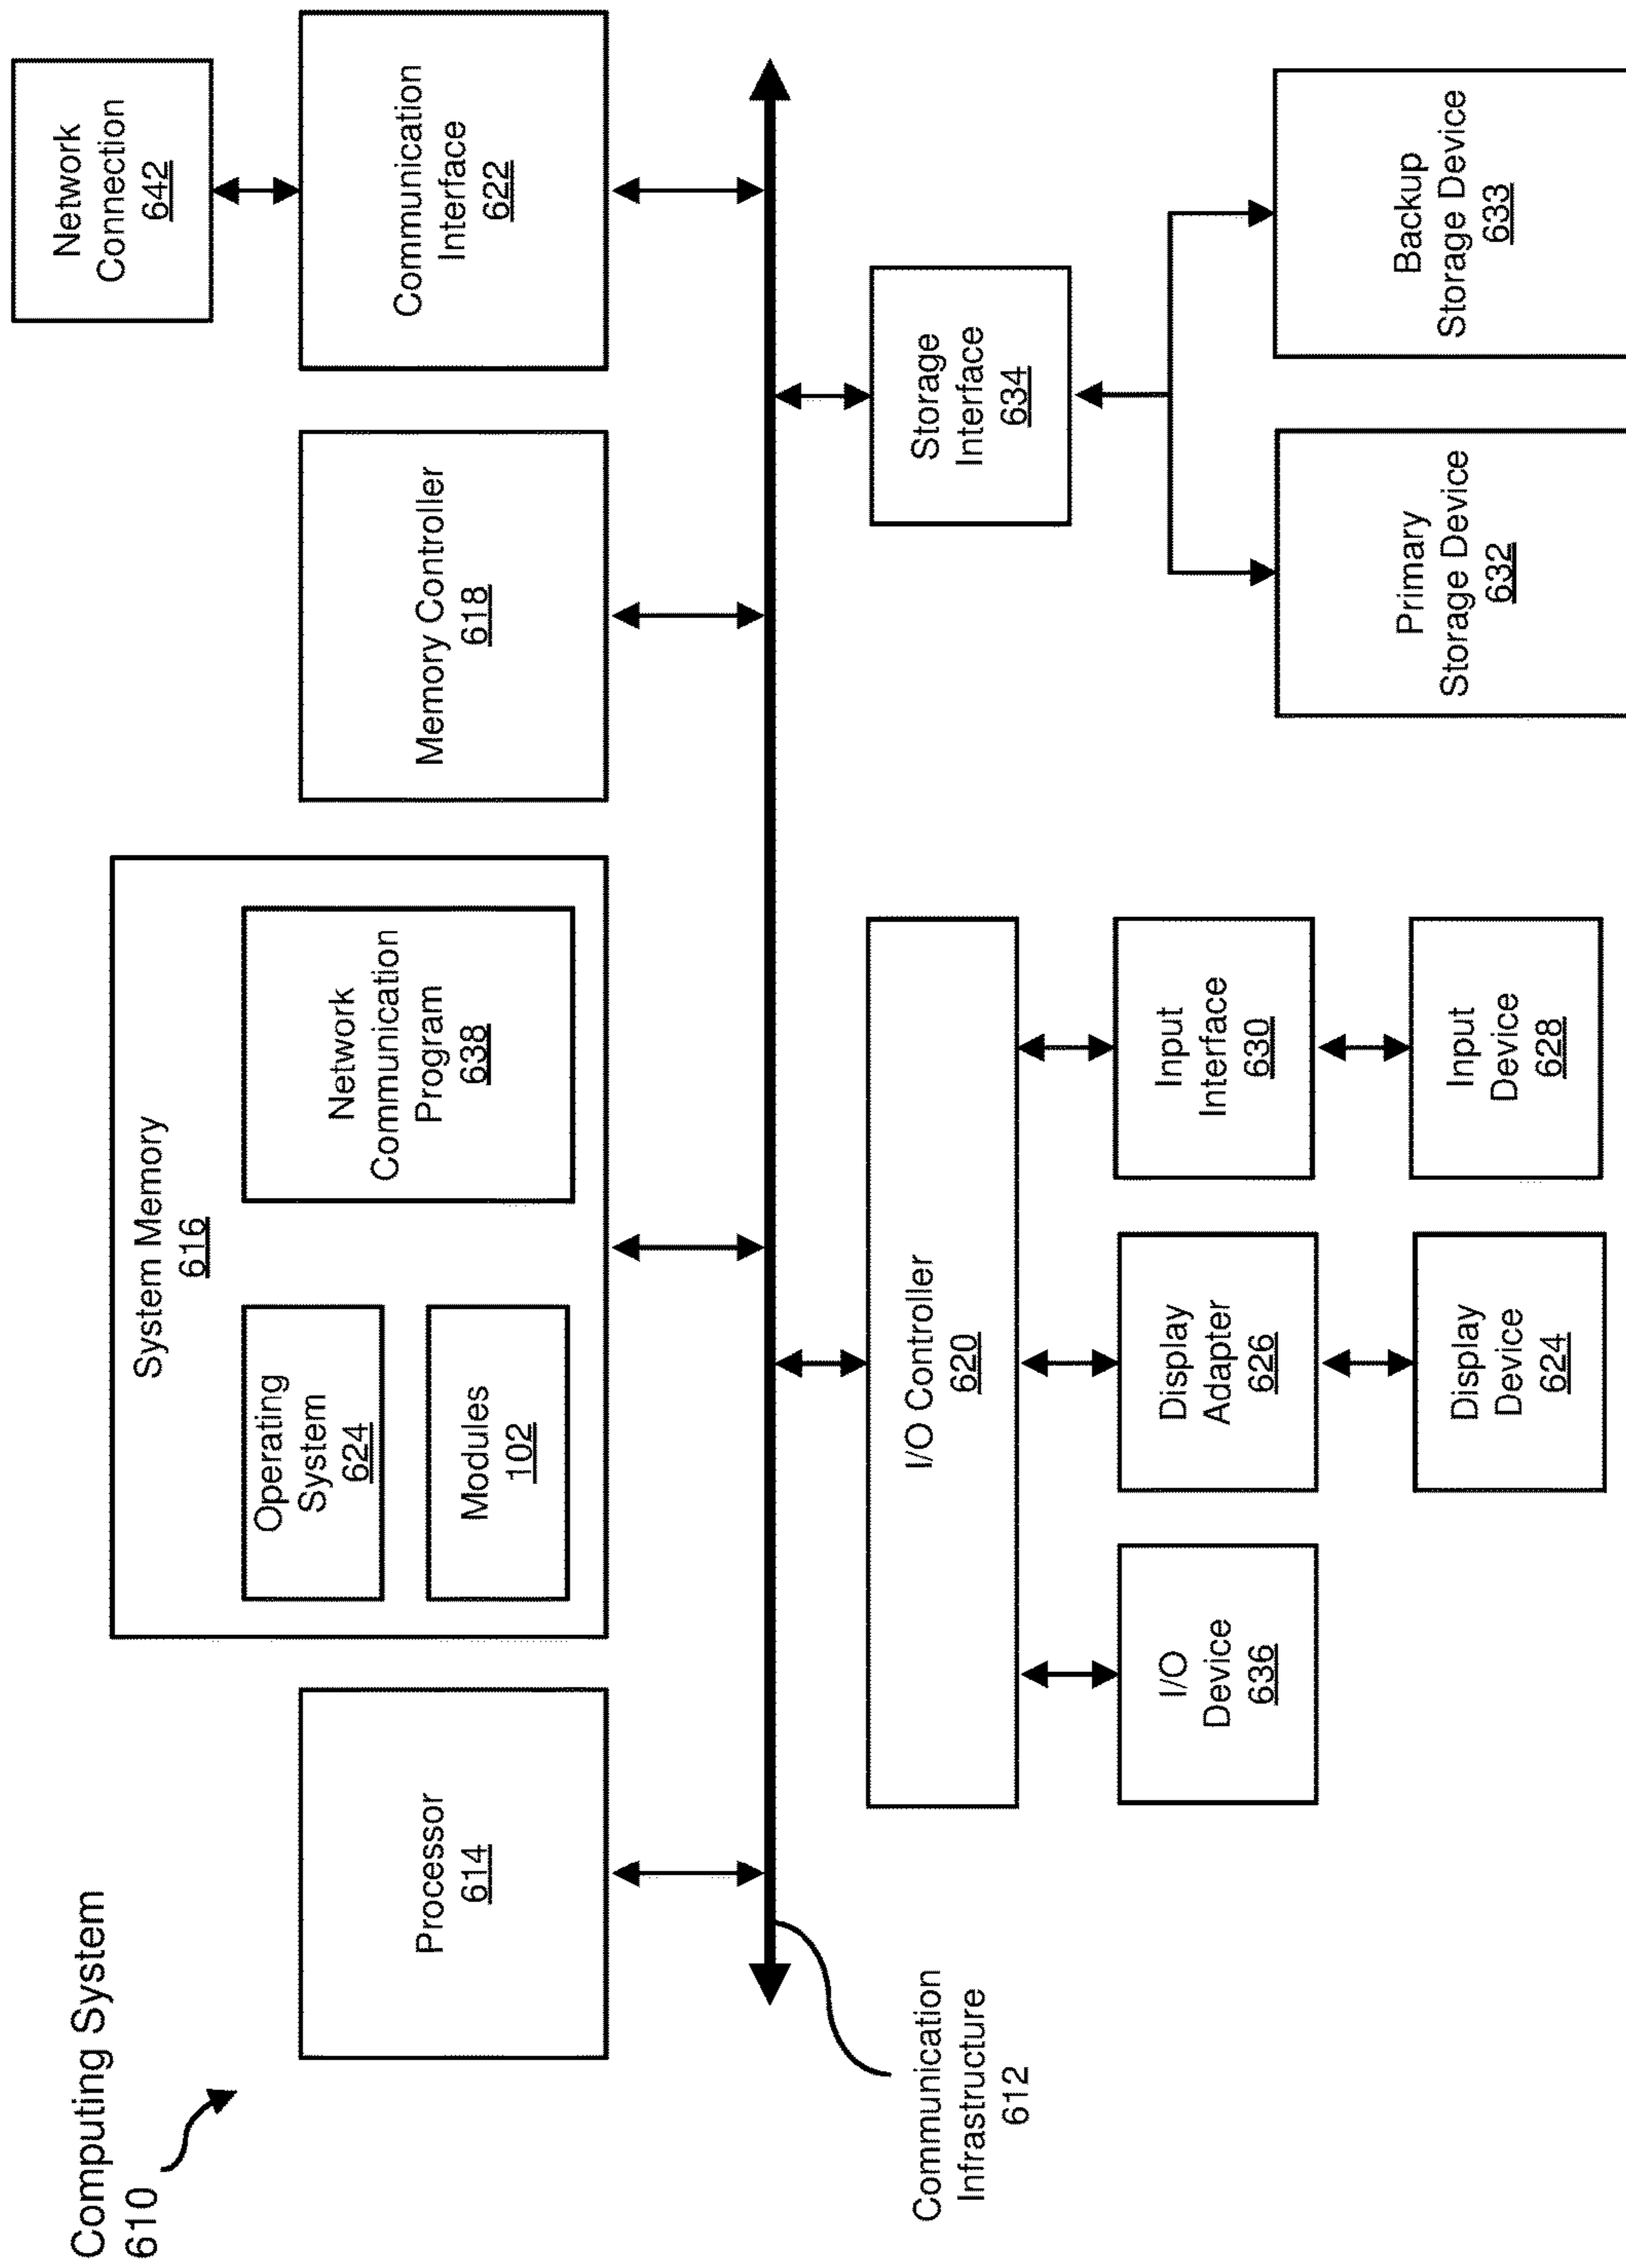 Computing System
610
Processor
614
System Memory
616
Operating
System
624
Modules
102
Network
Communication
Program
638
Memory Controller
618
Communication
Interface
622
Network
Connection
642
Communication
Infrastructure
612
I/O Controller
620
I/O
Device
636
Display
Adapter
626
Display
Device
624
Input
Interface
630
Input
Device
628
Storage
Interface
634
Primary
Storage Device
632
Backup
Storage Device
633